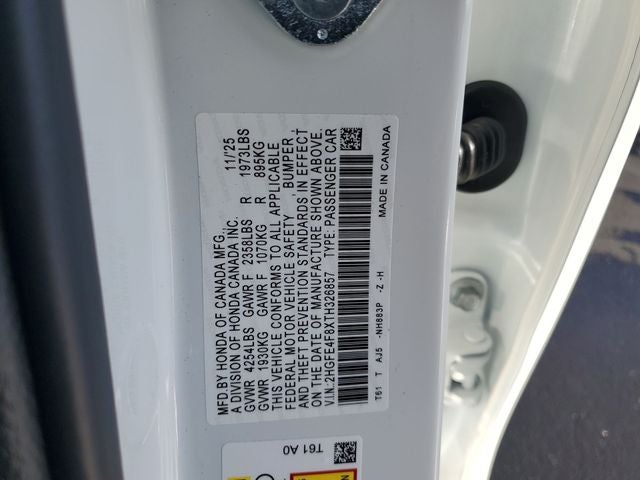 MFD.BY HONDA OF CANADA MFG.,
A DIVISION OF HONDA CANADA INC. 11/'25
GVWR 4254LBS GAWR F 2358LBS R 1973LBS
GVWR 1930KG GAWR F 1070KG R 895KG
THIS VEHICLE CONFORMS TO ALL APPLICABLE
FEDERAL MOTOR VEHICLE SAFETY, BUMPER,
AND THEFT PREVENTION STANDARDS IN EFFECT
ON THE DATE OF MANUFACTURE SHOWN ABOVE.
V.I.N.:2HGFE4F8XTH326857 TYPE: PASSENGER CAR
T61 T AJ5 -NH883P -Z -H MADE IN CANADA
T61 A0